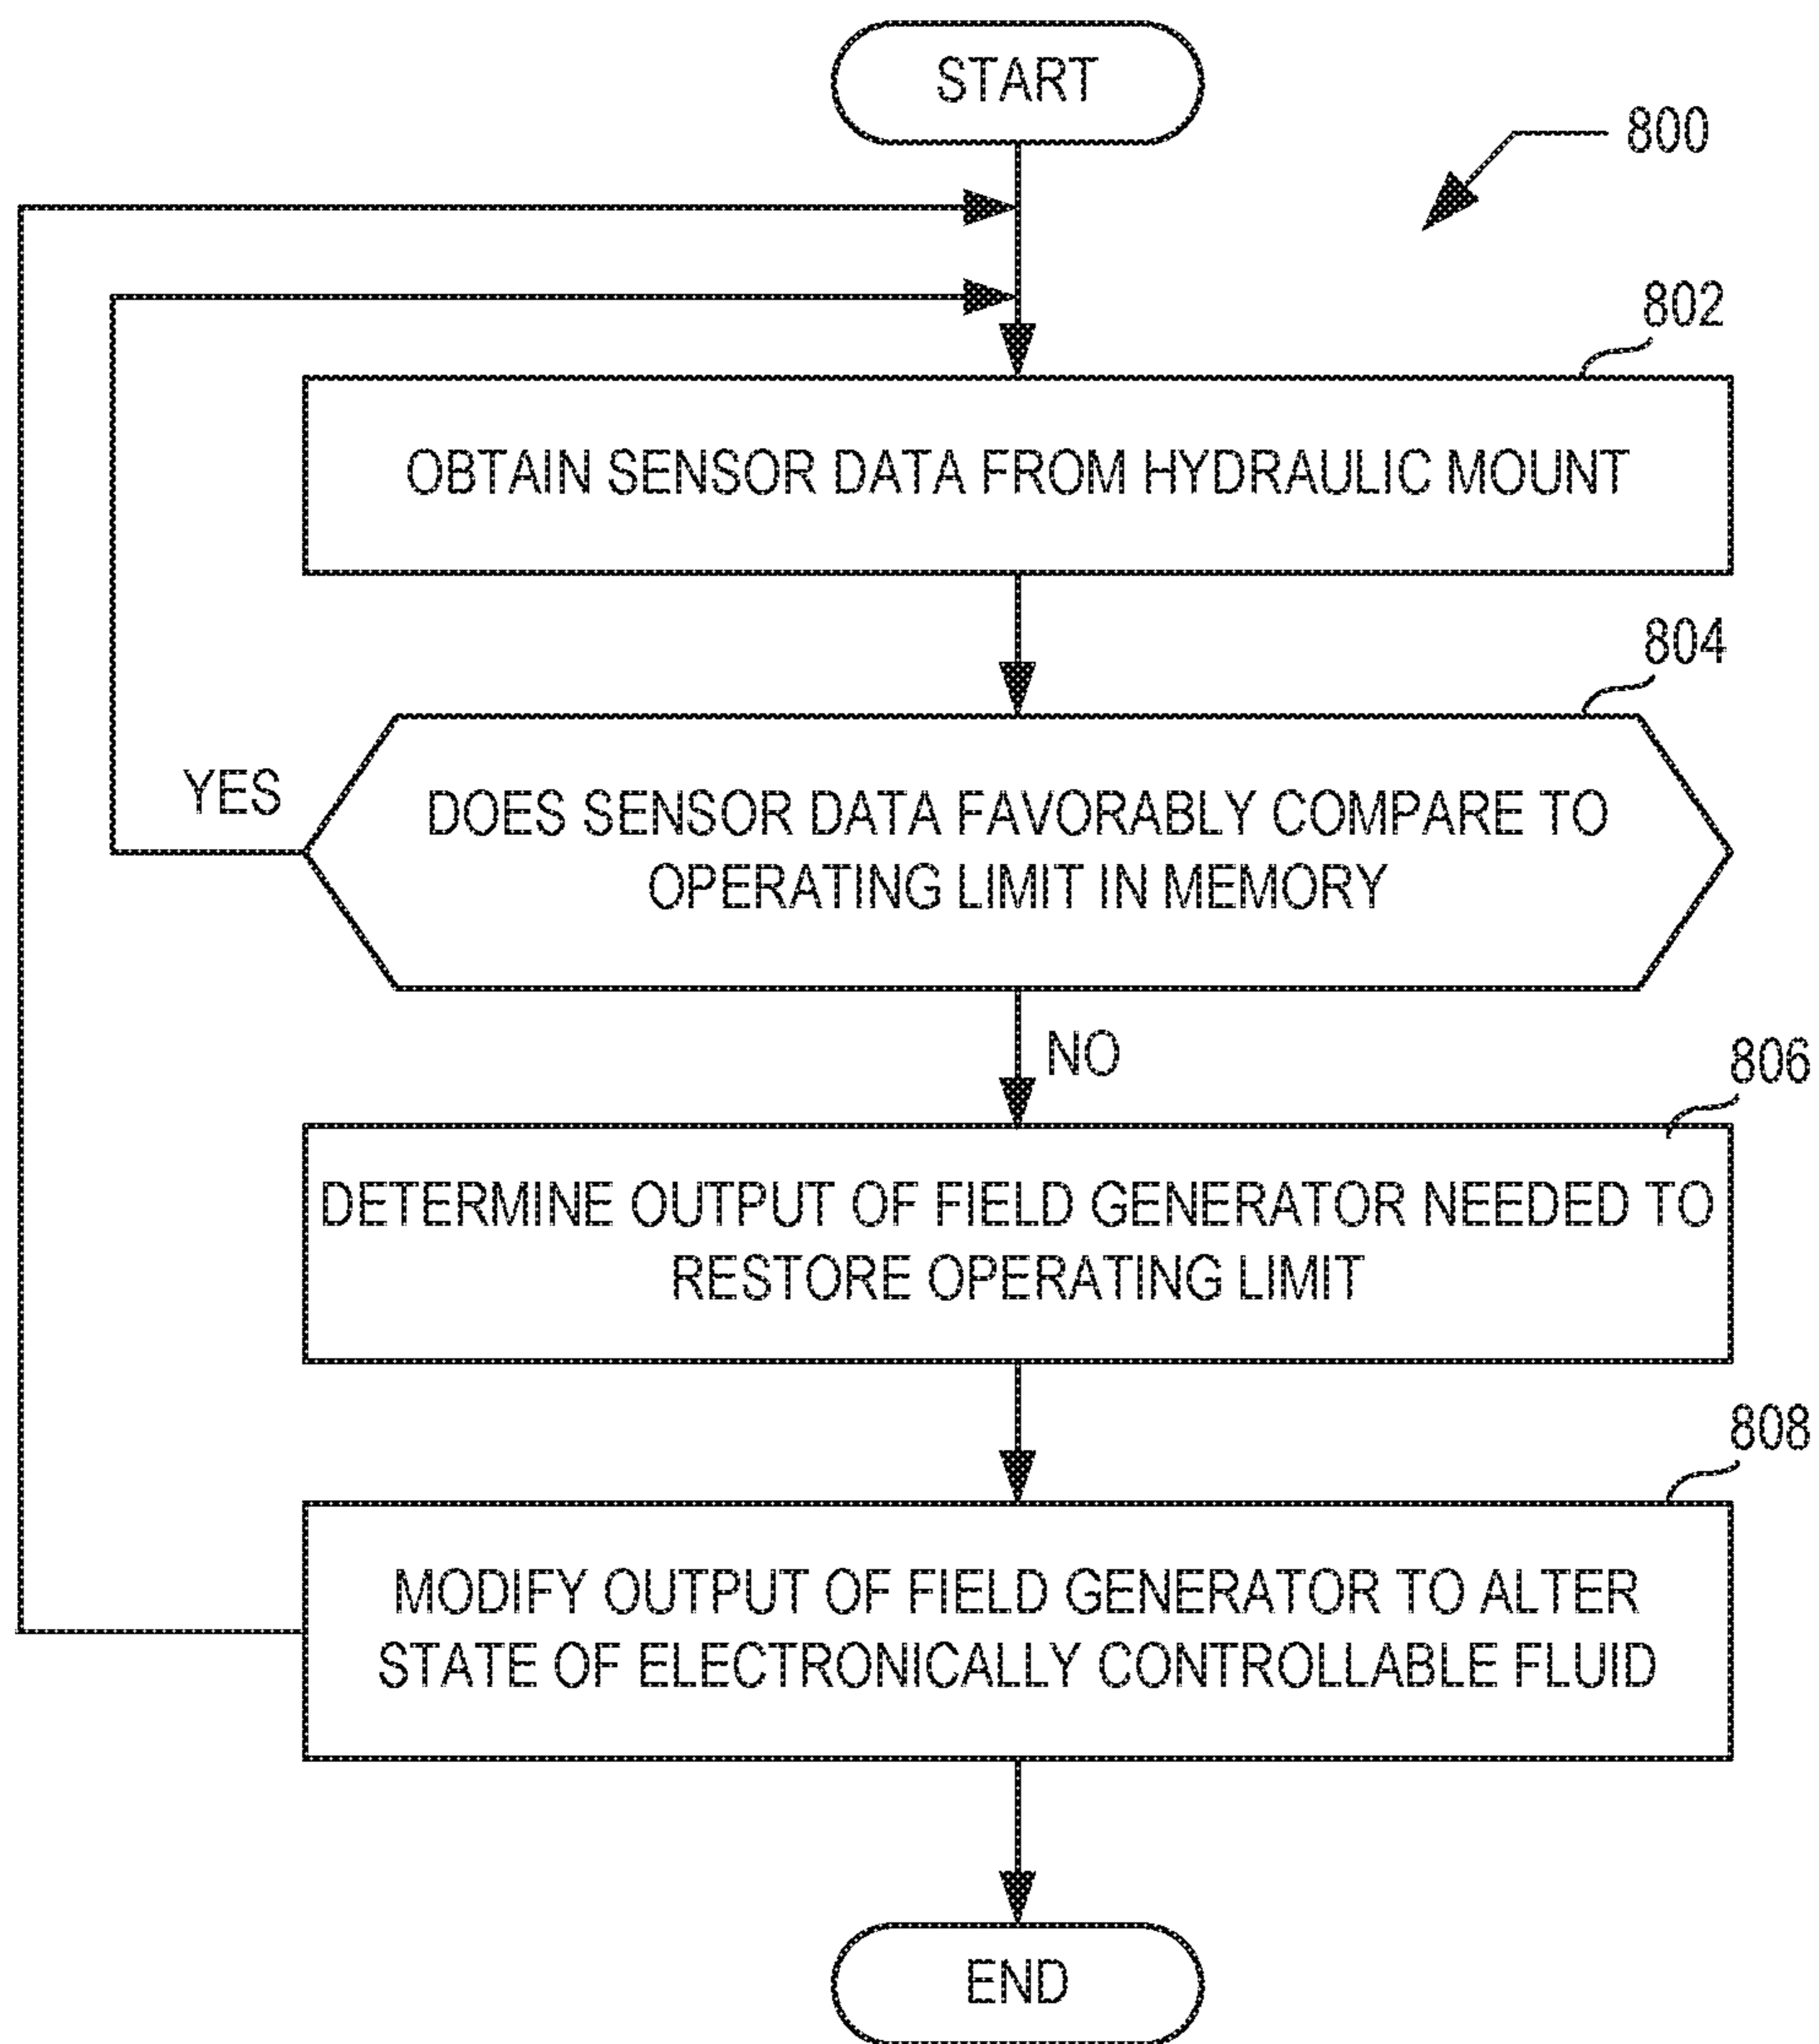 START
800
802
OBTAIN SENSOR DATA FROM HYDRAULIC MOUNT
804
YES
DOES SENSOR DATA FAVORABLY COMPARE TO
OPERATING LIMIT IN MEMORY
NO
806
DETERMINE OUTPUT OF FIELD GENERATOR NEEDED TO
RESTORE OPERATING LIMIT
808
MODIFY OUTPUT OF FIELD GENERATOR TO ALTER
STATE OF ELECTRONICALLY CONTROLLABLE FLUID
END